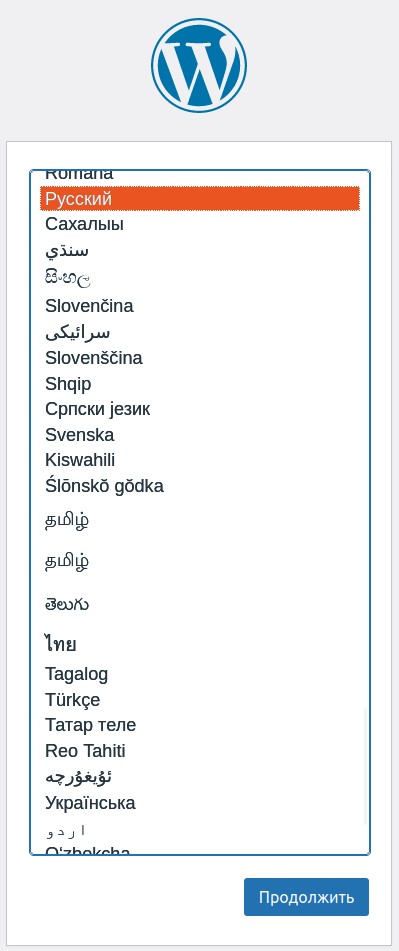 Română
Русский
Сахалыы
سنڌي
සිංහල
Slovenčina
سرائیکی
Slovenščina
Shqip
Српски језик
Svenska
Kiswahili
Ślōnskŏ gŏdka
தமிழ்
தமிழ்
తెలుగు
ไทย
Tagalog
Türkçe
Татар теле
Reo Tahiti
ئۇيغۇرچە
Українська
اردو
O‘zbekcha
Продолжить